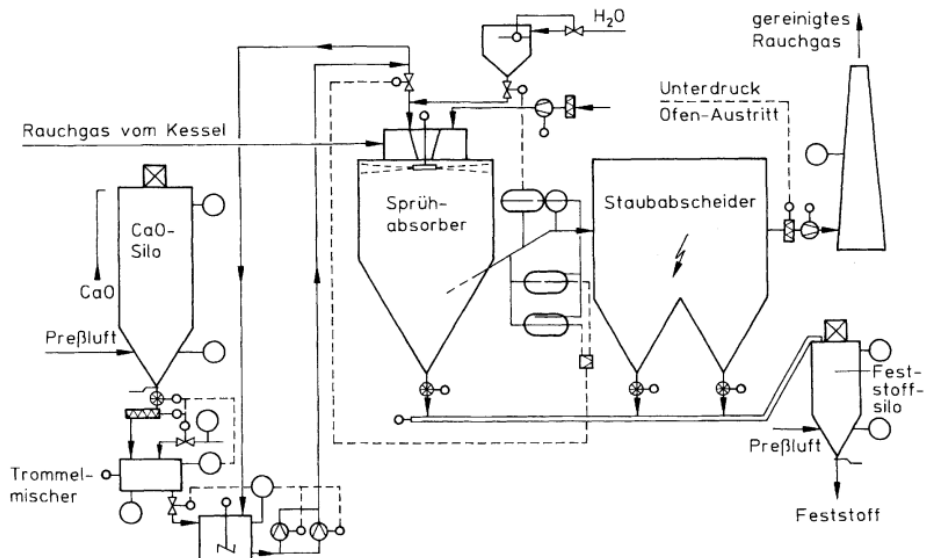 H₂O
gereinigtes
Rauchgas
Unterdruck
Ofen-Austritt
Rauchgas vom Kessel
Sprüh-
absorber
Staubabscheider
CaO-
Silo
CaO
Preßluft
Fest-
stoff-
silo
Preßluft
Trommel-
mischer
Feststoff